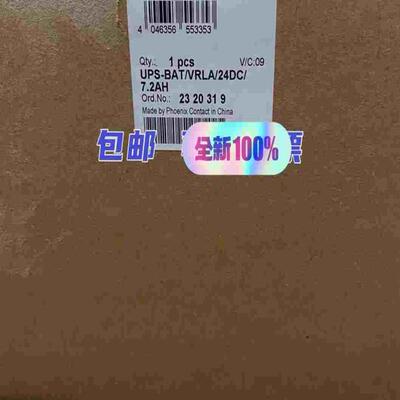 4 046356 553353
Qty.: 1 pcs V/C:09
UPS-BAT/VRLA/24DC/
7.2AH
Ord.No.: 23 20 31 9
Made by Phoenix Contact in China
包邮 全新100% 票